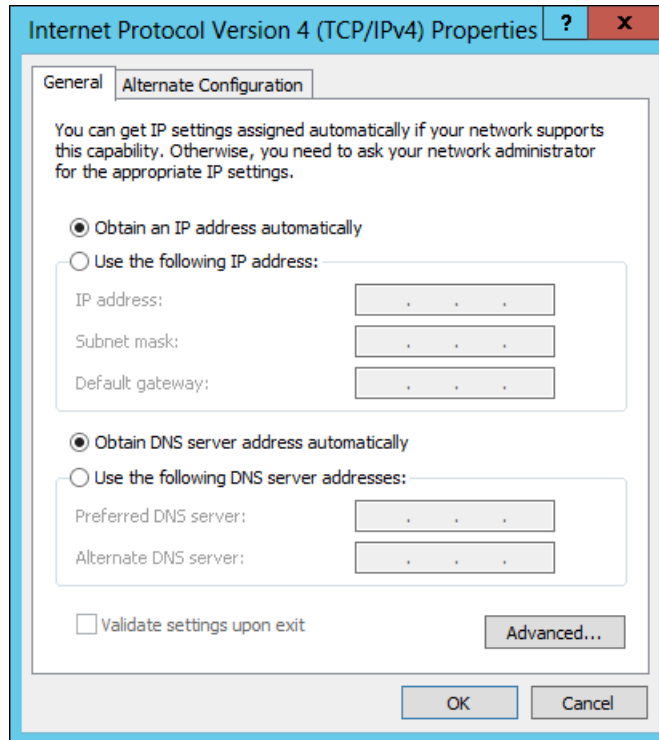 Internet Protocol Version 4 (TCP/IPv4) Properties ? x
General Alternate Configuration
You can get IP settings assigned automatically if your network supports
this capability. Otherwise, you need to ask your network administrator
for the appropriate IP settings.
Obtain an IP address automatically
Use the following IP address:
IP address: . . .
Subnet mask: . . .
Default gateway: . . .
Obtain DNS server address automatically
Use the following DNS server addresses:
Preferred DNS server: . . .
Alternate DNS server: . . .
Validate settings upon exit
Advanced...
OK Cancel